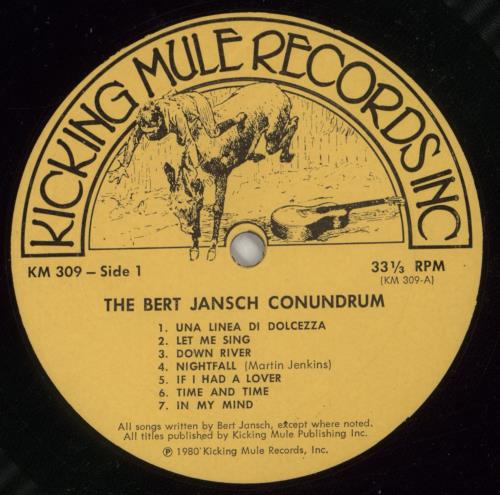 KICKING MULE RECORDS INC
KM 309 – Side 1
33⅓ RPM
(KM 309-A)
THE BERT JANSCH CONUNDRUM
1. UNA LINEA DI DOLCEZZA
2. LET ME SING
3. DOWN RIVER
4. NIGHTFALL (Martin Jenkins)
5. IF I HAD A LOVER
6. TIME AND TIME
7. IN MY MIND
All songs written by Bert Jansch, except where noted.
All titles published by Kicking Mule Publishing Inc.
℗ 1980 Kicking Mule Records, Inc.